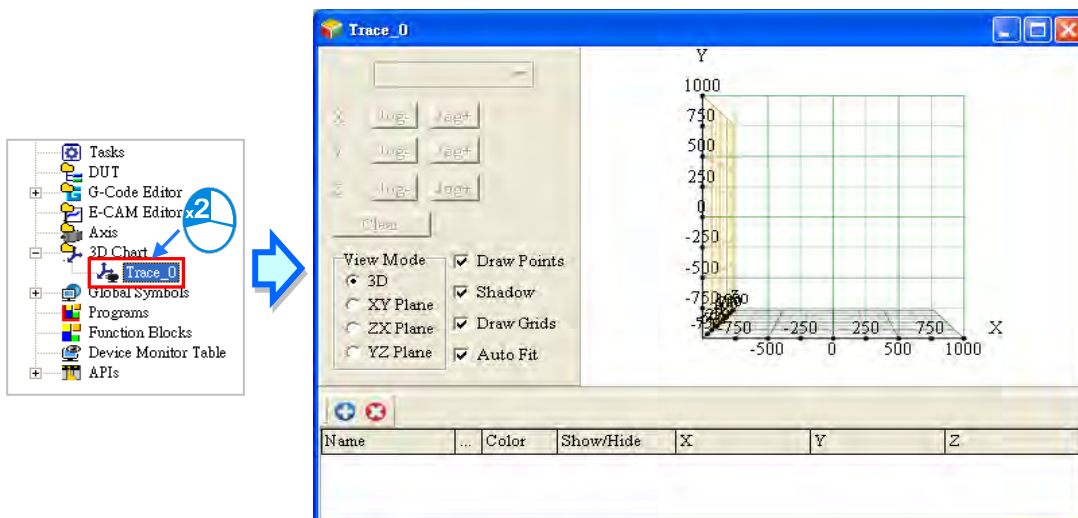 Tasks
DUT
G-Code Editor
E-CAM Editor
x2
Axis
3D Chart
Trace_0
Global Symbols
Programs
Function Blocks
Device Monitor Table
APIs
Trace_0
X Jog- Jog+
Y Jog- Jog+
Z Jog- Jog+
Clear
View Mode
3D
XY Plane
ZX Plane
YZ Plane
Draw Points
Shadow
Draw Grids
Auto Fit
Y
1000
750
500
250
0
-250
-500
-750 -250 250 750 X
-500 0 500 1000
Name ... Color Show/Hide X Y Z